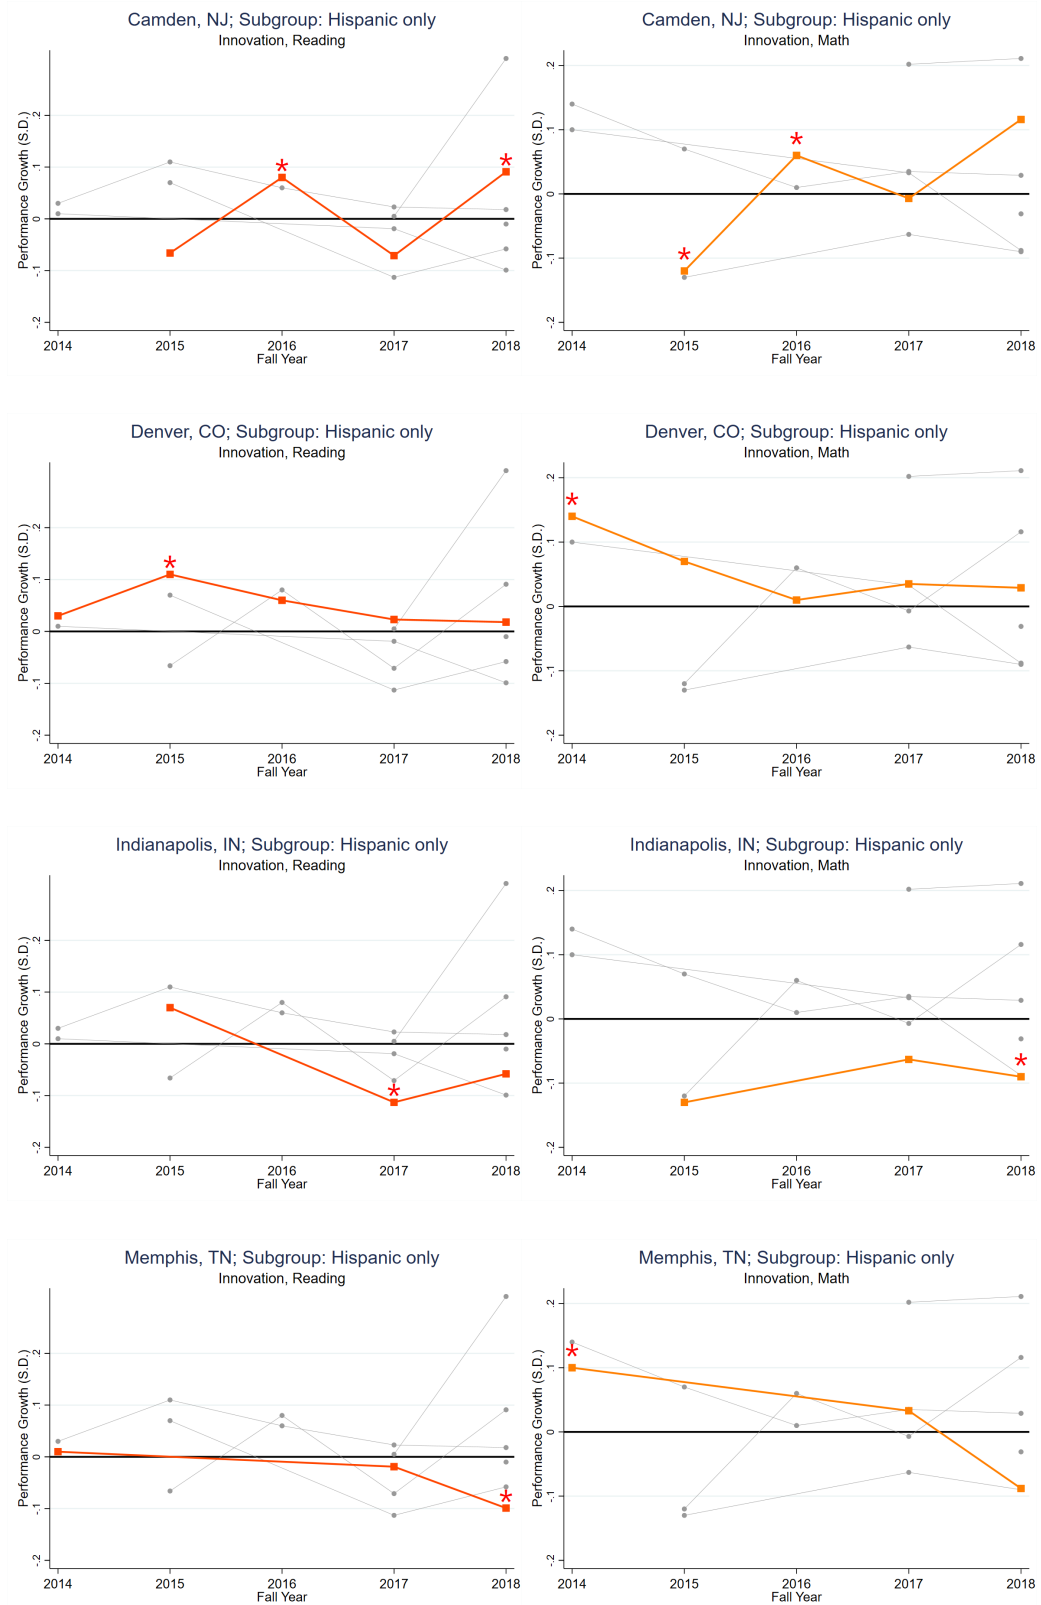 Camden, NJ; Subgroup: Hispanic only
Innovation, Reading
Performance Growth (S.D.)
.2
.1
0
-.1
-.2
2014 2015 2016 2017 2018
Fall Year
Camden, NJ; Subgroup: Hispanic only
Innovation, Math
Performance Growth (S.D.)
.2
.1
0
-.1
-.2
2014 2015 2016 2017 2018
Fall Year
Denver, CO; Subgroup: Hispanic only
Innovation, Reading
Performance Growth (S.D.)
.2
.1
0
-.1
-.2
2014 2015 2016 2017 2018
Fall Year
Denver, CO; Subgroup: Hispanic only
Innovation, Math
Performance Growth (S.D.)
.2
.1
0
-.1
-.2
2014 2015 2016 2017 2018
Fall Year
Indianapolis, IN; Subgroup: Hispanic only
Innovation, Reading
Performance Growth (S.D.)
.2
.1
0
-.1
-.2
2014 2015 2016 2017 2018
Fall Year
Indianapolis, IN; Subgroup: Hispanic only
Innovation, Math
Performance Growth (S.D.)
.2
.1
0
-.1
-.2
2014 2015 2016 2017 2018
Fall Year
Memphis, TN; Subgroup: Hispanic only
Innovation, Reading
Performance Growth (S.D.)
.2
.1
0
-.1
-.2
2014 2015 2016 2017 2018
Fall Year
Memphis, TN; Subgroup: Hispanic only
Innovation, Math
Performance Growth (S.D.)
.2
.1
0
-.1
-.2
2014 2015 2016 2017 2018
Fall Year